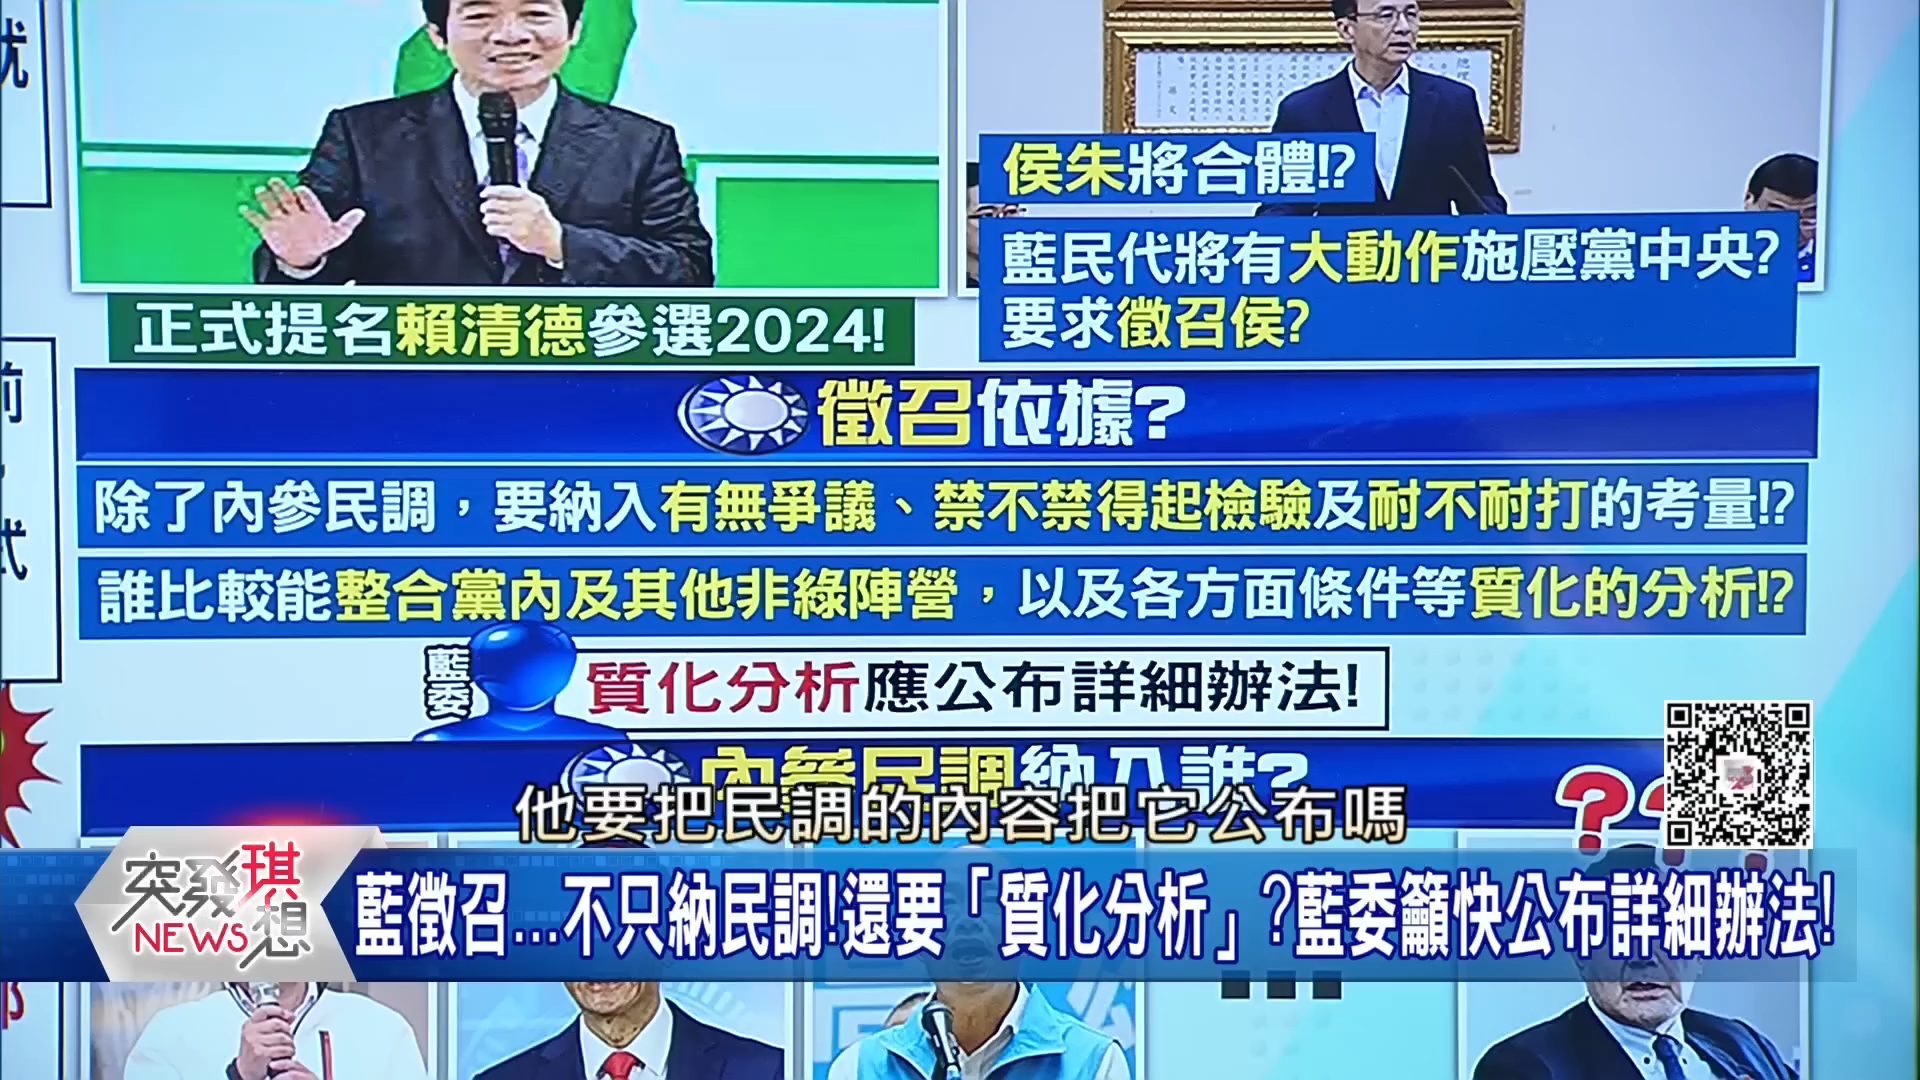 侯朱將合體!?
藍民代將有大動作施壓黨中央?
要求徵召侯?
正式提名賴清德參選2024!
徵召依據?
除了內參民調，要納入有無爭議、禁不禁得起檢驗及耐不耐打的考量!?
誰比較能整合黨內及其他非綠陣營，以及各方面條件等質化的分析!?
藍委
質化分析應公布詳細辦法!
內參民調納入誰?
??
他要把民調的內容把它公布嗎
突發琪想
NEWS
藍徵召...不只納民調!還要「質化分析」?藍委籲快公布詳細辦法!
...